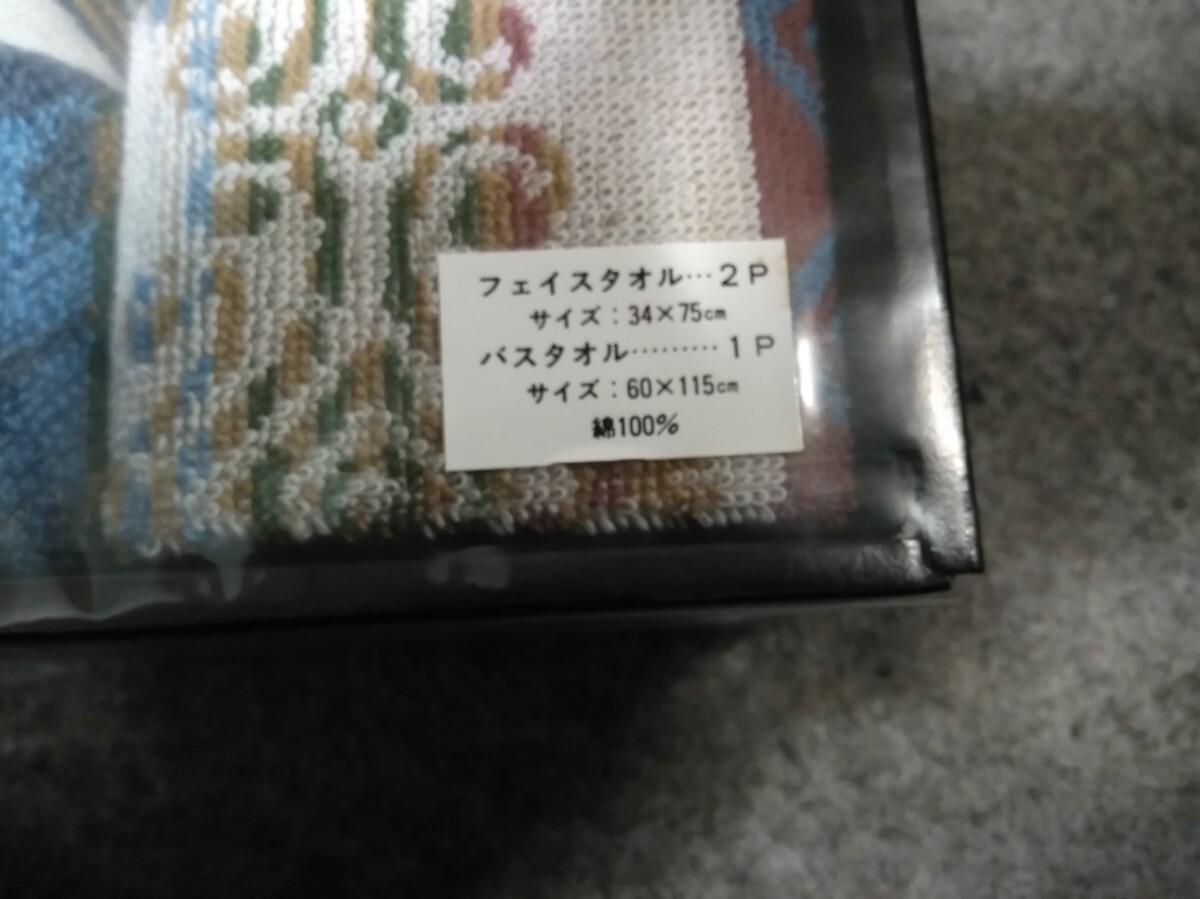 フェイスタオル…2P
サイズ：34×75cm
バスタオル………1P
サイズ：60×115cm
綿100%